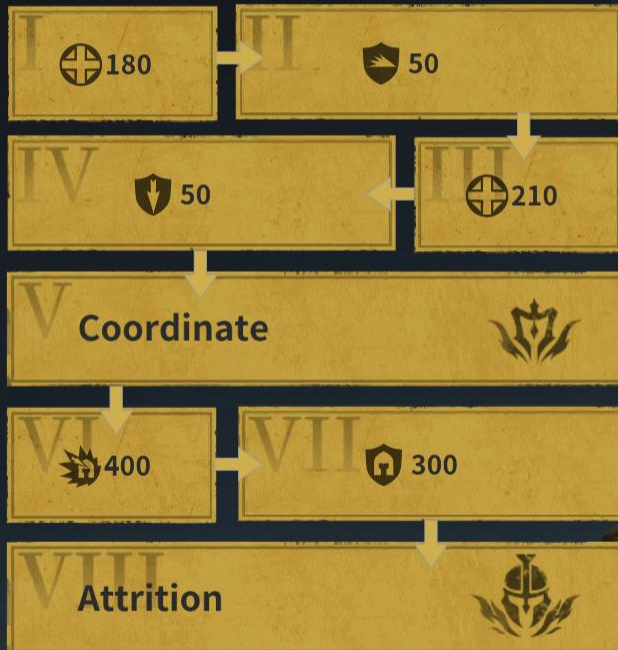 I 180
II 50
III 210
IV 50
V Coordinate
VI 400
VII 300
VIII Attrition